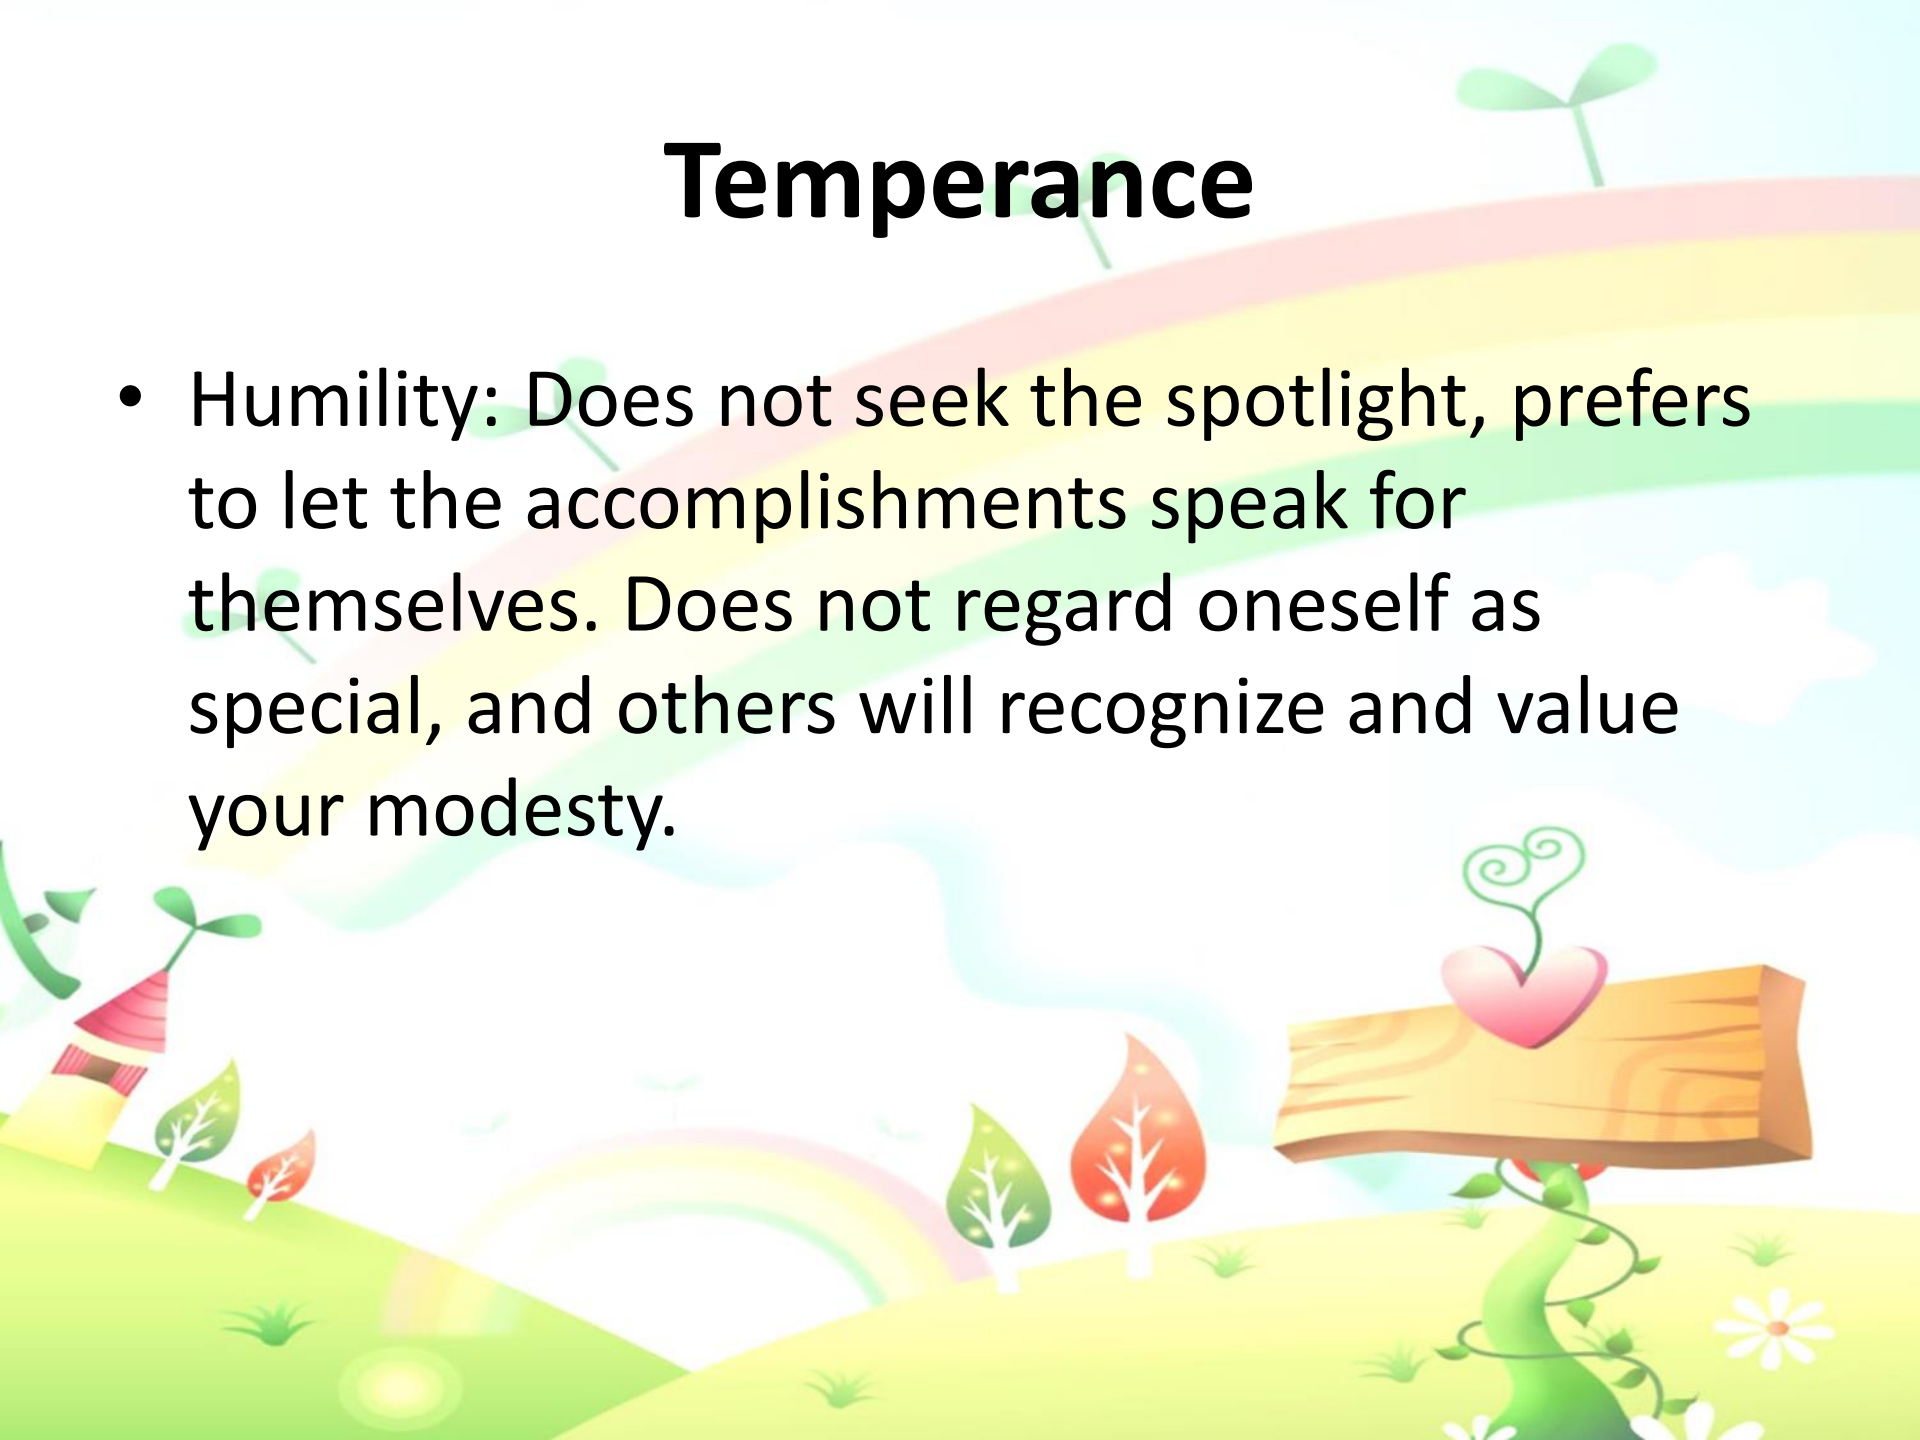 Temperance
• Humility: Does not seek the spotlight, prefers
to let the accomplishments speak for
themselves. Does not regard oneself as
special, and others will recognize and value
your modesty.